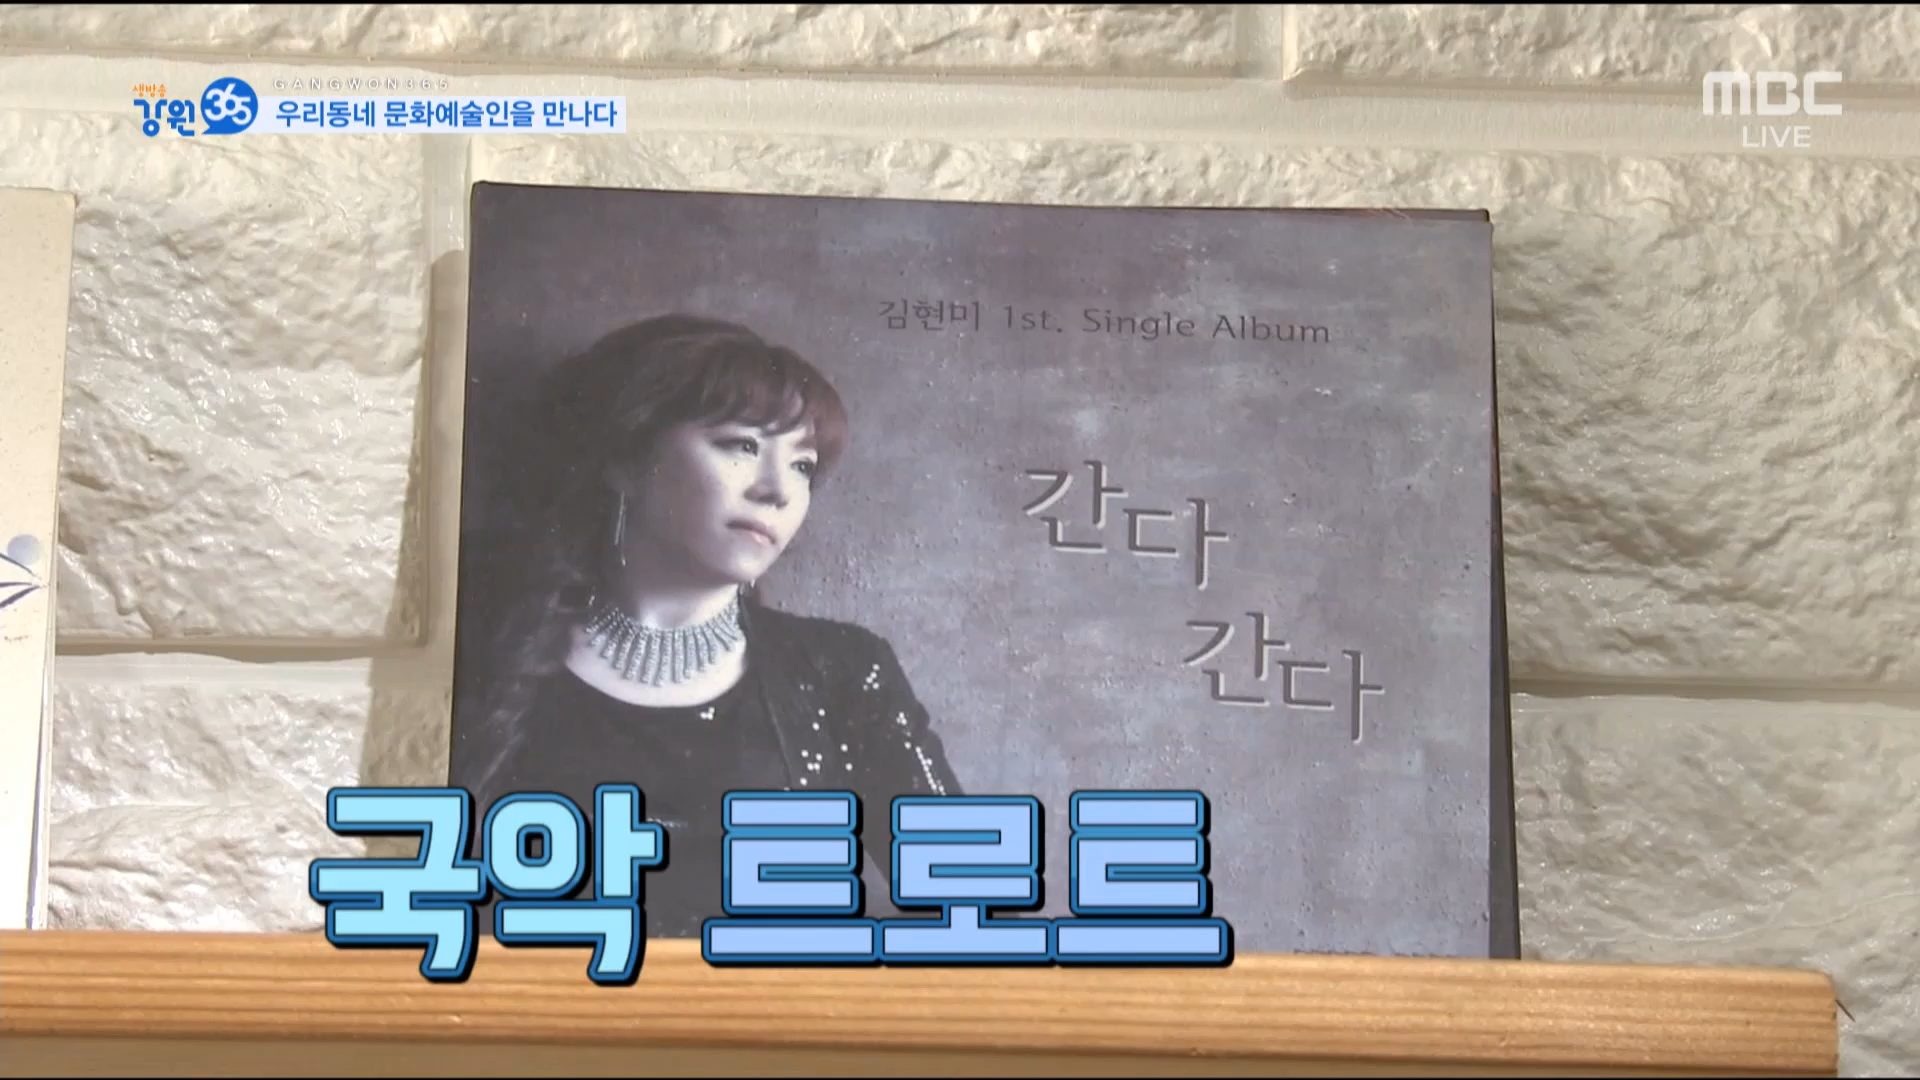 생방송
강원 365
GANGWON365
우리동네 문화예술인을 만나다
MBC
LIVE
김현미 1st. Single Album
간다
간다
국악 트로트